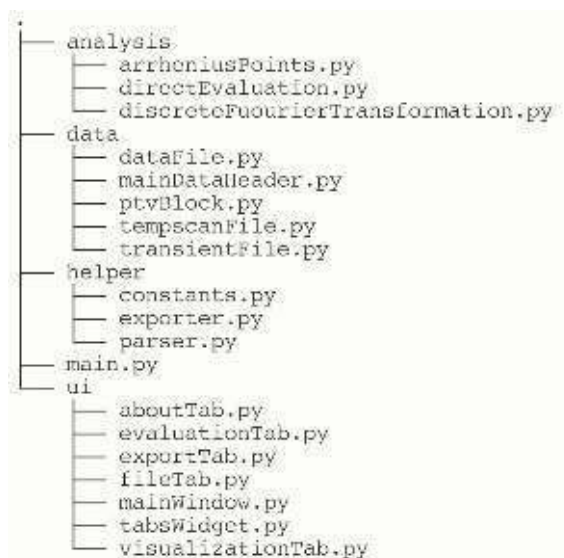 .
├── analysis
│   ├── arrheniusPoints.py
│   ├── directEvaluation.py
│   └── discreteFuourierTransformation.py
├── data
│   ├── dataFile.py
│   ├── mainDataHeader.py
│   ├── ptvBlock.py
│   ├── tempscanFile.py
│   └── transientFile.py
├── helper
│   ├── constants.py
│   ├── exporter.py
│   └── parser.py
├── main.py
└── ui
    ├── aboutTab.py
    ├── evaluationTab.py
    ├── exportTab.py
    ├── fileTab.py
    ├── mainWindow.py
    ├── tabsWidget.py
    └── visualizationTab.py